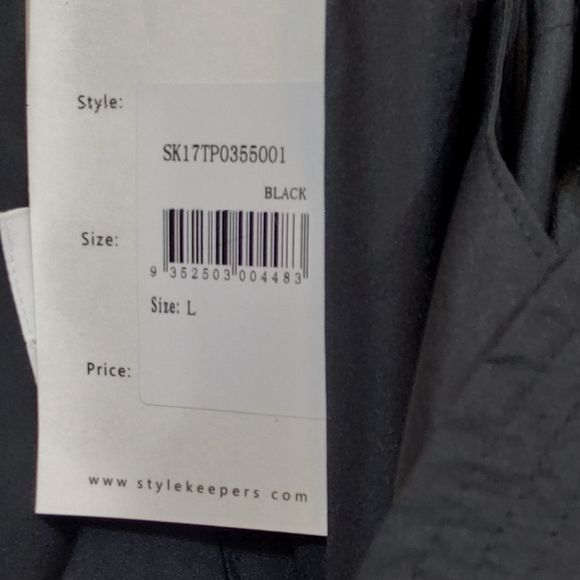 Style:
SK17TP0355001
BLACK
Size:
9 352503 004483
Size: L
Price:
www stylekeepers com